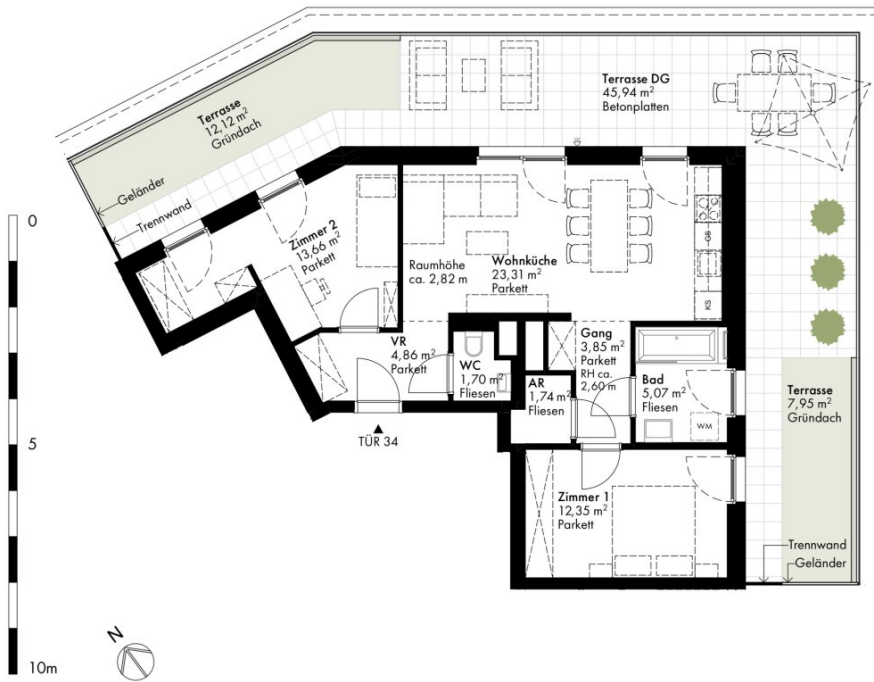 Terrasse
12,12 m²
Gründach
Terrasse DG
45,94 m²
Betonplatten
Geländer
Trennwand
0
Zimmer 2
13,66 m²
Parkett
Raumhöhe
ca. 2,82 m
Wohnküche
23,31 m²
Parkett
GS
KS
VR
4,86 m²
Parkett
WC
1,70 m²
Fliesen
Gang
3,85 m²
Parkett
RH ca.
2,60 m
AR
1,74 m²
Fliesen
Bad
5,07 m²
Fliesen
WM
Terrasse
7,95 m²
Gründach
TÜR 34
5
Zimmer 1
12,35 m²
Parkett
Trennwand
Geländer
N
10m